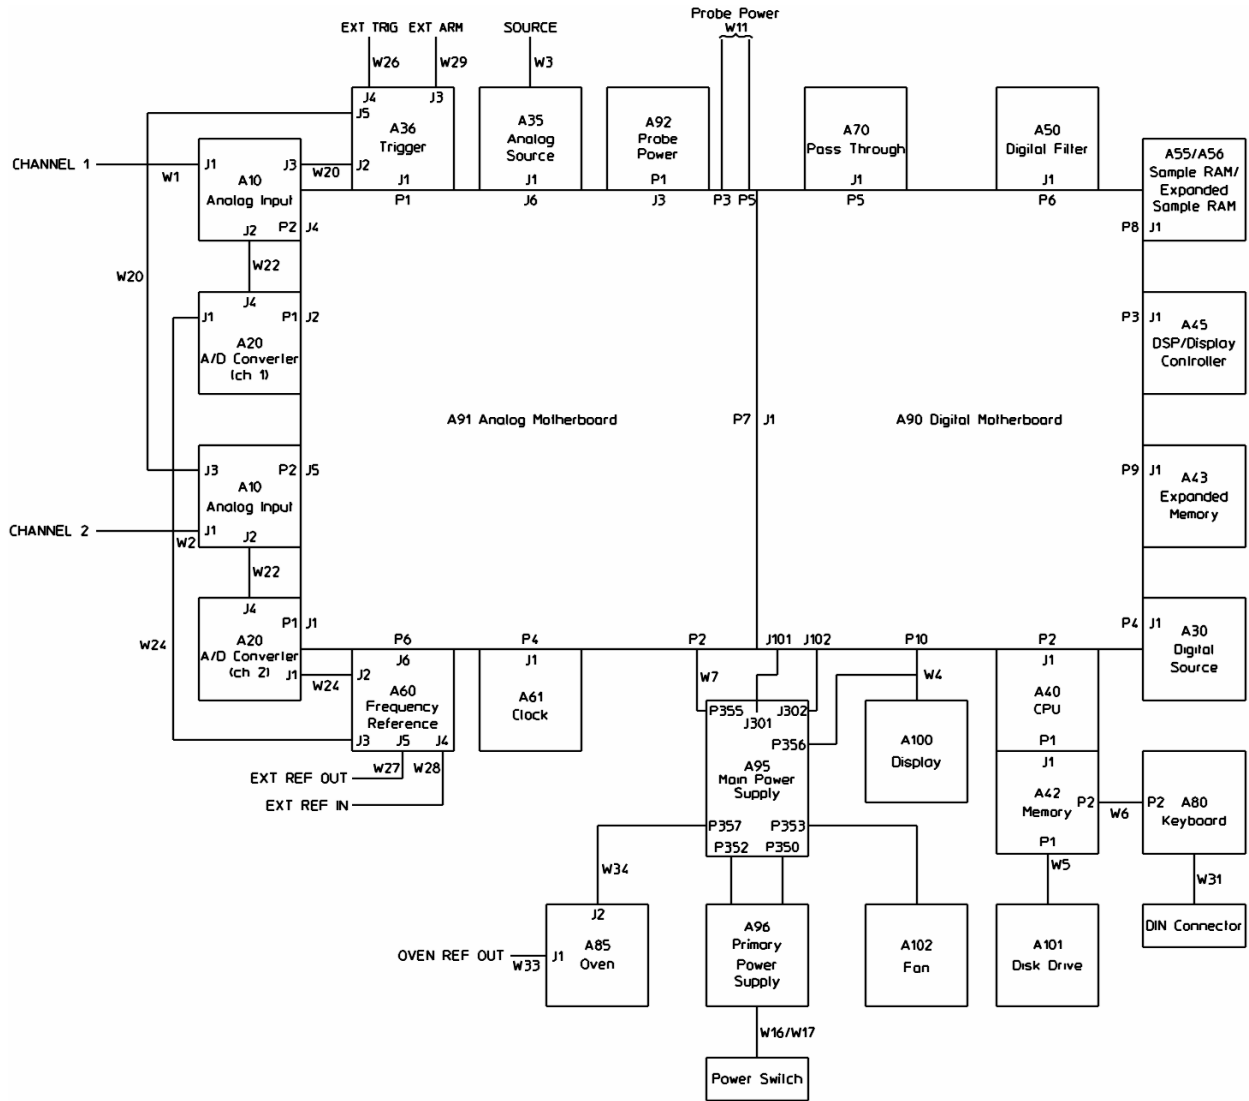 Probe Power
W11
EXT TRIG
EXT ARM
SOURCE
W26
W29
W3
J4
J3
J5
A36
Trigger
J2
J1
P1
A35
Analog
Source
J1
J6
A92
Probe
Power
P1
J3
P3
P5
A70
Pass Through
J1
P5
A50
Digital Filter
J1
P6
A55/A56
Sample RAM/
Expanded
Sample RAM
P8
J1
CHANNEL 1
W1
J1
J3
W20
A10
Analog Input
J2
P2
J4
W22
W20
J4
J1
P1
J2
A20
A/D Converter
(ch 1)
P3
J1
A45
DSP/Display
Controller
A91 Analog Motherboard
P7
J1
A90 Digital Motherboard
J3
P2
J5
A10
Analog Input
CHANNEL 2
J1
J2
W2
W22
P9
J1
A43
Expanded
Memory
J4
P1
J1
A20
A/D Converter
(ch 2)
J1
W24
W24
P4
J1
A30
Digital
Source
P6
J6
J2
A60
Frequency
Reference
J3
J5
J4
EXT REF OUT
W27
W28
EXT REF IN
P4
J1
A61
Clock
P2
J101
J102
P10
P2
W7
W4
P355
J302
J301
P356
A95
Main Power
Supply
P357
P353
P352
P350
A100
Display
J1
A40
CPU
P1
J1
A42
Memory
P2
P1
W6
P2
A80
Keyboard
W5
W31
DIN Connector
W34
J2
A85
Oven
J1
OVEN REF OUT
W33
A96
Primary
Power
Supply
A102
Fan
A101
Disk Drive
W16/W17
Power Switch